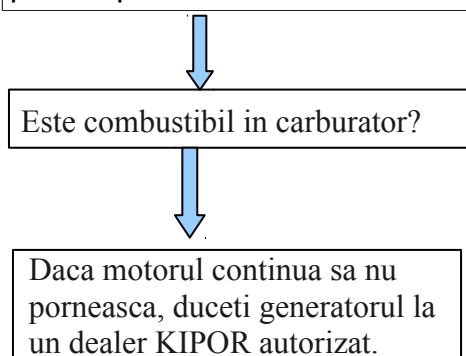 Este combustibil in carburator?
Daca motorul continua sa nu
porneasca, duceti generatorul la
un dealer KIPOR autorizat.